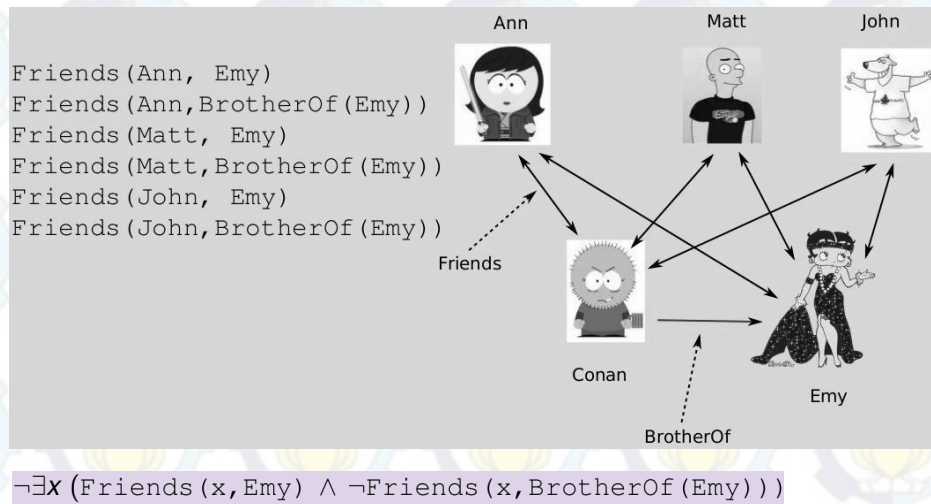 Ann
Matt
John
Friends(Ann, Emy)
Friends(Ann,BrotherOf(Emy))
Friends(Matt, Emy)
Friends(Matt,BrotherOf(Emy))
Friends(John, Emy)
Friends(John,BrotherOf(Emy))
Friends
Conan
Emy
BrotherOf
¬∃x (Friends(x,Emy) ∧ ¬Friends(x,BrotherOf(Emy)))